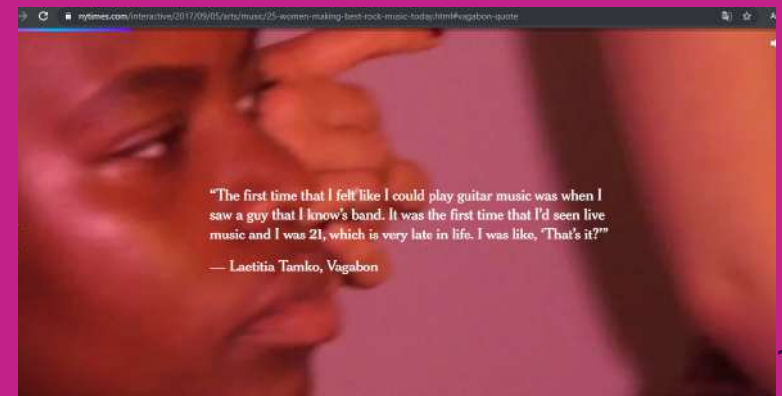 nytimes.com/interactive/2017/09/05/arts/music/25-women-making-best-rock-music-today.html#vagabon-quote
“The first time that I felt like I could play guitar music was when I
saw a guy that I know’s band. It was the first time that I’d seen live
music and I was 21, which is very late in life. I was like, ‘That’s it?’”
— Laetitia Tamko, Vagabon